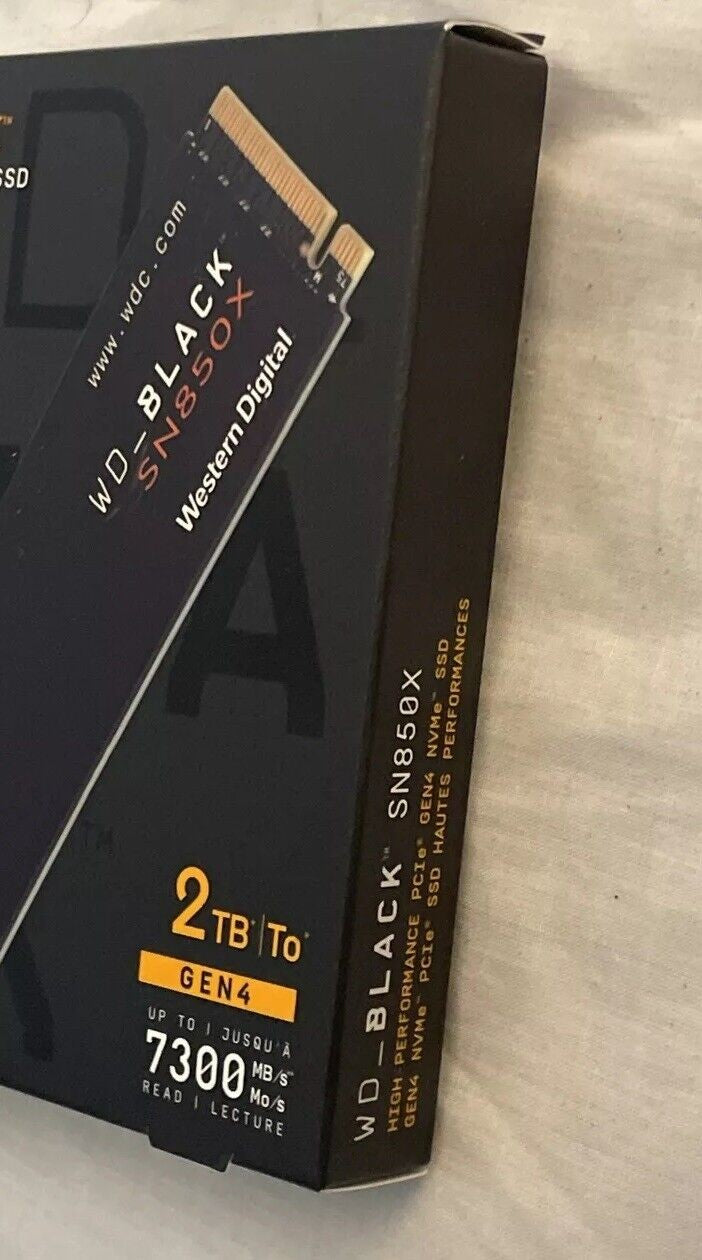 SSD
www.wdc.com
WD_BLACK™
SN850X
Western Digital
2TB*|To*
GEN4
UP TO | JUSQU'À
7300 MB/s** Mo/s
READ | LECTURE
WD_BLACK™ SN850X
HIGH PERFORMANCE PCIe® GEN4 NVMe™ SSD
GEN4 NVMe™ PCIe® SSD HAUTES PERFORMANCES